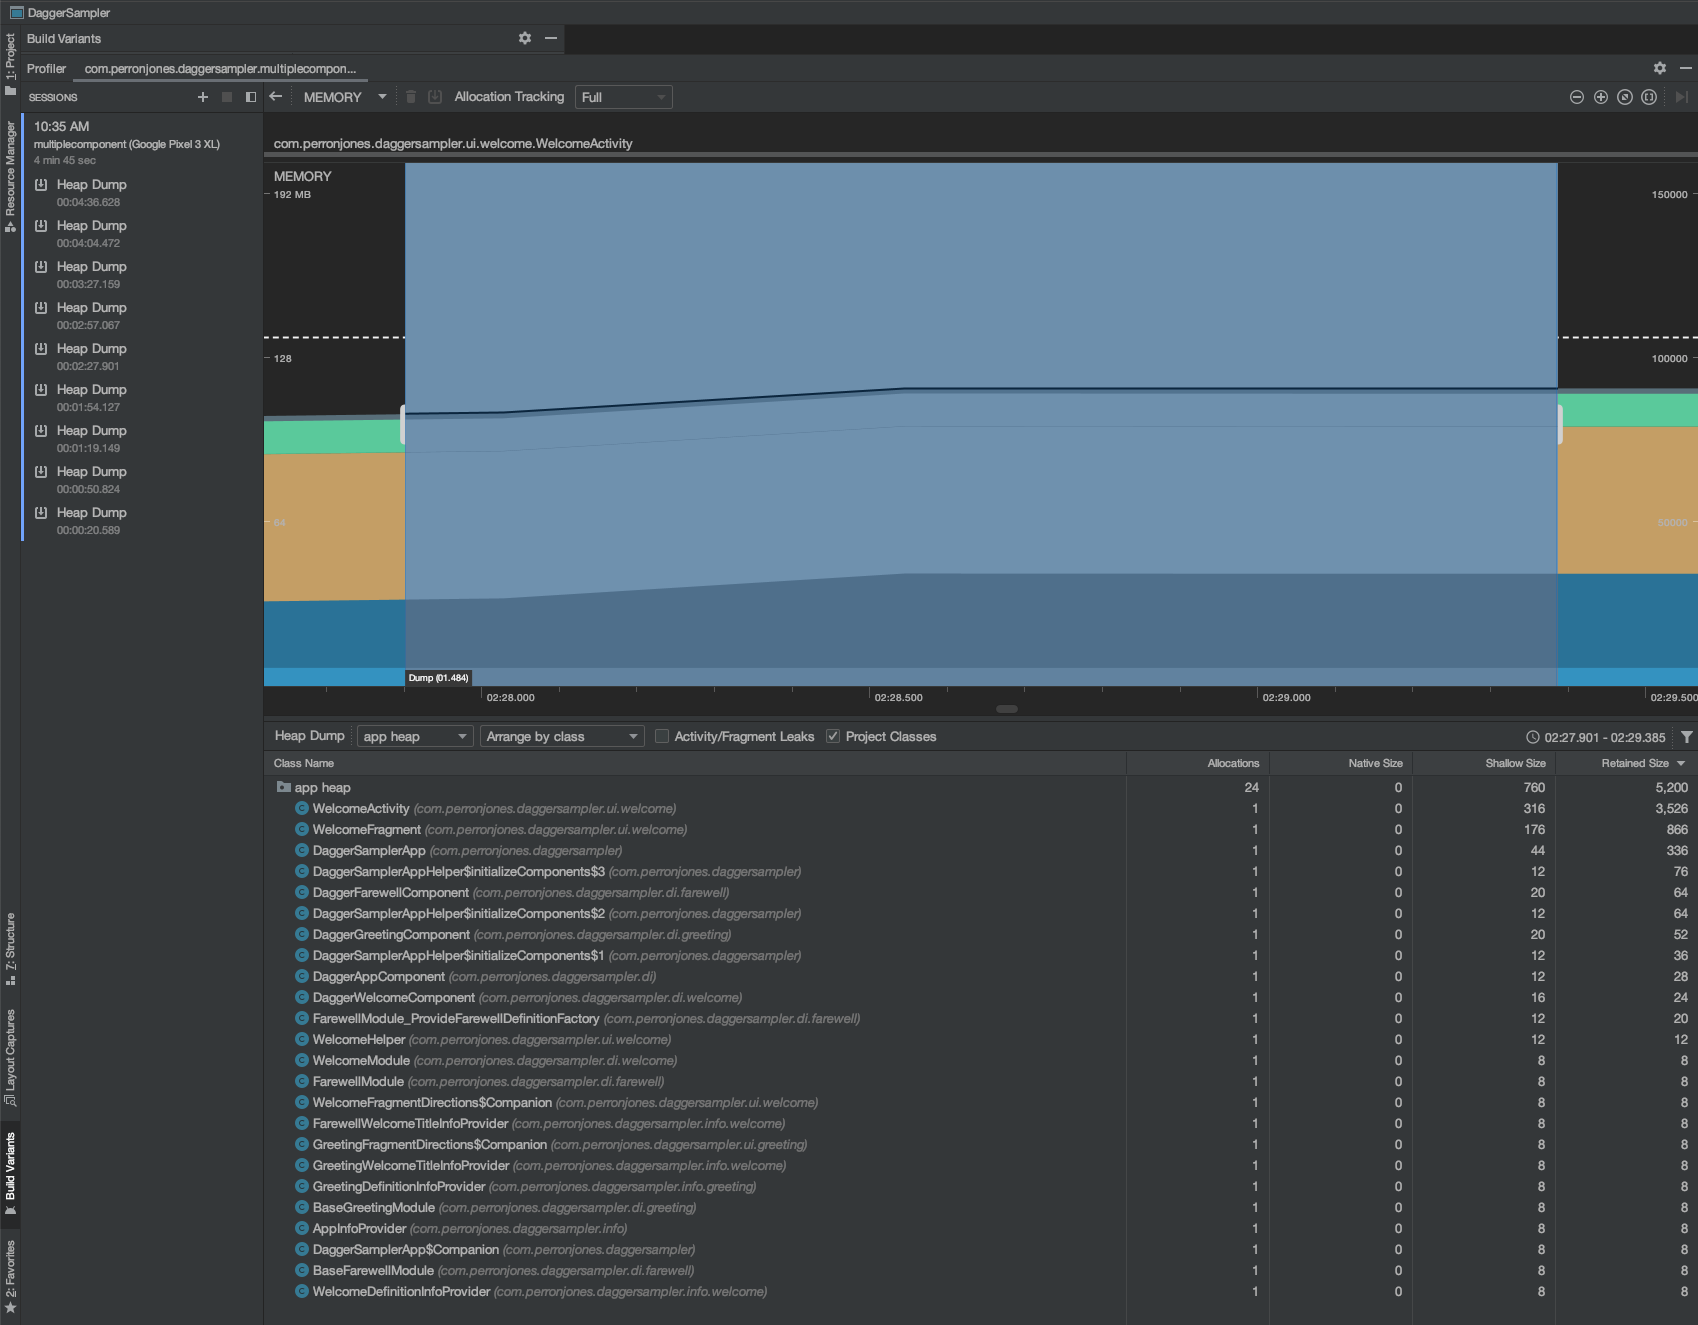 DaggerSampler
Build Variants
Profiler com.perronjones.daggersampler.multiplecompon...
SESSIONS
MEMORY Allocation Tracking Full
1: Project
Resource Manager
7: Structure
Layout Captures
Build Variants
2: Favorites
10:35 AM
multiplecomponent (Google Pixel 3 XL)
4 min 45 sec
Heap Dump
00:04:36.628
Heap Dump
00:04:04.472
Heap Dump
00:03:27.159
Heap Dump
00:02:57.067
Heap Dump
00:02:27.901
Heap Dump
00:01:54.127
Heap Dump
00:01:19.149
Heap Dump
00:00:50.824
Heap Dump
00:00:20.589
com.perronjones.daggersampler.ui.welcome.WelcomeActivity
MEMORY
192 MB 150000
128 100000
64 50000
Dump (01.484)
02:28.000 02:28.500 02:29.000 02:29.500
Heap Dump app heap Arrange by class Activity/Fragment Leaks Project Classes 02:27.901 - 02:29.385
Class Name Allocations Native Size Shallow Size Retained Size
app heap 24 0 760 5,200
WelcomeActivity (com.perronjones.daggersampler.ui.welcome) 1 0 316 3,526
WelcomeFragment (com.perronjones.daggersampler.ui.welcome) 1 0 176 866
DaggerSamplerApp (com.perronjones.daggersampler) 1 0 44 336
DaggerSamplerAppHelper$initializeComponents$3 (com.perronjones.daggersampler) 1 0 12 76
DaggerFarewellComponent (com.perronjones.daggersampler.di.farewell) 1 0 20 64
DaggerSamplerAppHelper$initializeComponents$2 (com.perronjones.daggersampler) 1 0 12 64
DaggerGreetingComponent (com.perronjones.daggersampler.di.greeting) 1 0 20 52
DaggerSamplerAppHelper$initializeComponents$1 (com.perronjones.daggersampler) 1 0 12 36
DaggerAppComponent (com.perronjones.daggersampler.di) 1 0 12 28
DaggerWelcomeComponent (com.perronjones.daggersampler.di.welcome) 1 0 16 24
FarewellModule_ProvideFarewellDefinitionFactory (com.perronjones.daggersampler.di.farewell) 1 0 12 20
WelcomeHelper (com.perronjones.daggersampler.ui.welcome) 1 0 12 12
WelcomeModule (com.perronjones.daggersampler.di.welcome) 1 0 8 8
FarewellModule (com.perronjones.daggersampler.di.farewell) 1 0 8 8
WelcomeFragmentDirections$Companion (com.perronjones.daggersampler.ui.welcome) 1 0 8 8
FarewellWelcomeTitleInfoProvider (com.perronjones.daggersampler.info.welcome) 1 0 8 8
GreetingFragmentDirections$Companion (com.perronjones.daggersampler.ui.greeting) 1 0 8 8
GreetingWelcomeTitleInfoProvider (com.perronjones.daggersampler.info.welcome) 1 0 8 8
GreetingDefinitionInfoProvider (com.perronjones.daggersampler.info.greeting) 1 0 8 8
BaseGreetingModule (com.perronjones.daggersampler.di.greeting) 1 0 8 8
AppInfoProvider (com.perronjones.daggersampler.info) 1 0 8 8
DaggerSamplerApp$Companion (com.perronjones.daggersampler) 1 0 8 8
BaseFarewellModule (com.perronjones.daggersampler.di.farewell) 1 0 8 8
WelcomeDefinitionInfoProvider (com.perronjones.daggersampler.info.welcome) 1 0 8 8